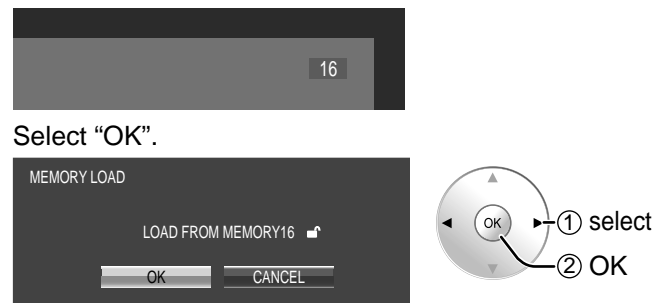 16
Select “OK”.
MEMORY LOAD
LOAD FROM MEMORY16
OK CANCEL
OK
① select
② OK